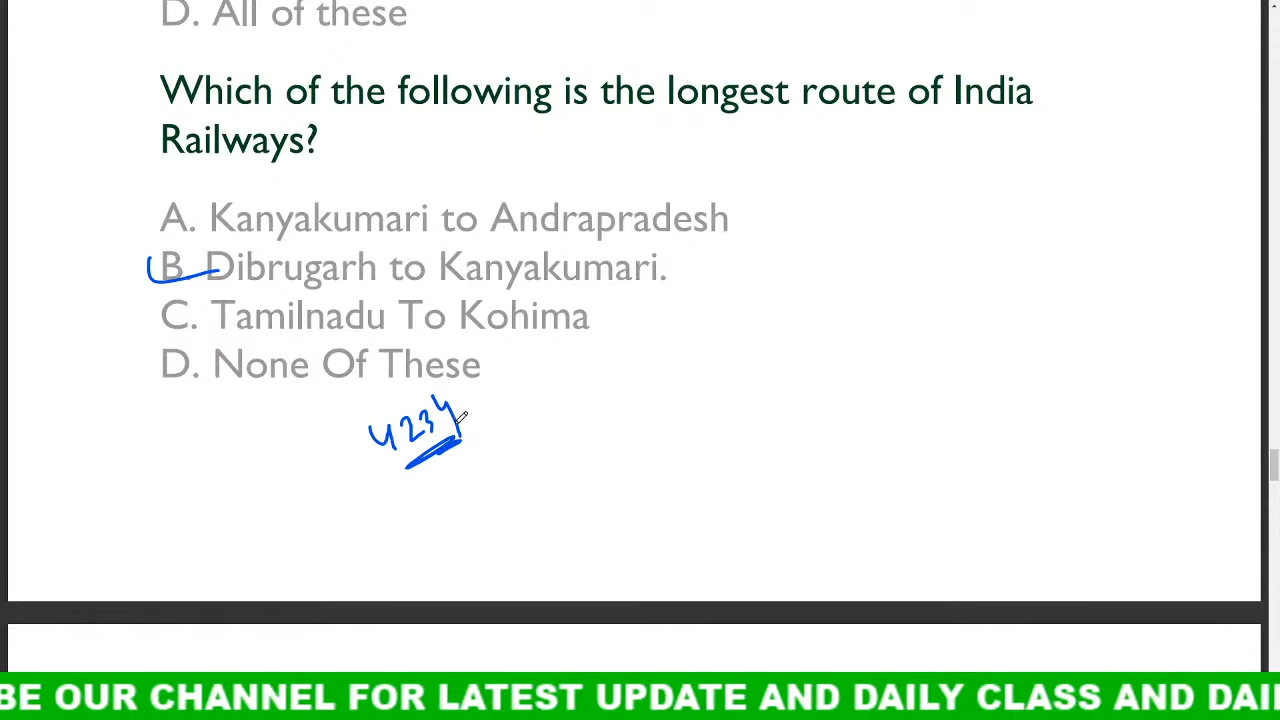 D. All of these
Which of the following is the longest route of India
Railways?
A. Kanyakumari to Andrapradesh
B. Dibrugarh to Kanyakumari.
C. Tamilnadu To Kohima
D. None Of These
4234
BE OUR CHANNEL FOR LATEST UPDATE AND DAILY CLASS AND DAI